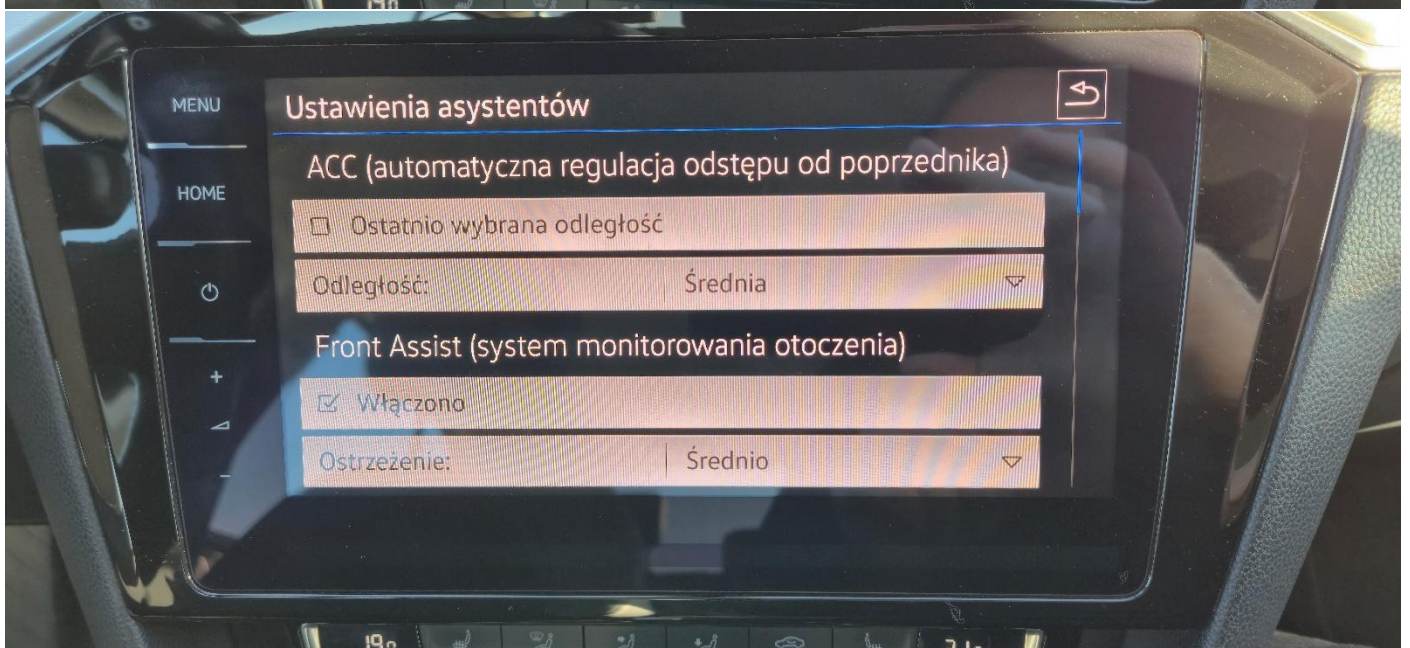 MENU
HOME
+
-
Ustawienia asystentów
ACC (automatyczna regulacja odstępu od poprzednika)
Ostatnio wybrana odległość
Odległość: Średnia
Front Assist (system monitorowania otoczenia)
Włączono
Ostrzeżenie: Średnio